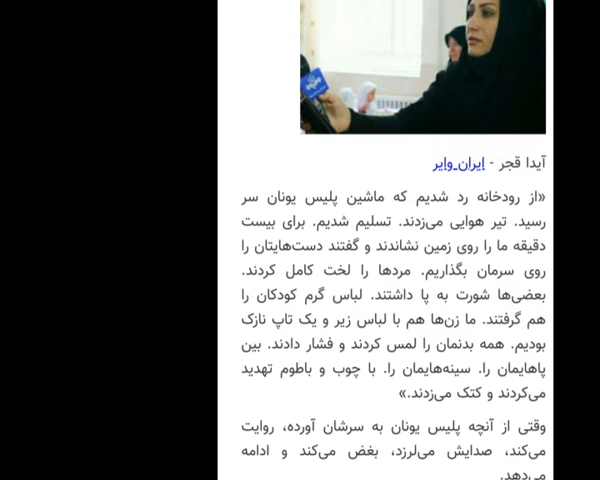 آیدا قجر - ایران‌وایر
«از رودخانه رد شدیم که ماشین پلیس یونان سر
رسید. تیر هوایی می‌زدند. تسلیم شدیم. برای بیست
دقیقه ما را روی زمین نشاندند و گفتند دست‌هایتان را
روی سرمان بگذاریم. مردها را لخت کامل کردند.
بعضی‌ها شورت به پا داشتند. لباس گرم کودکان را
هم گرفتند. ما زن‌ها هم با لباس زیر و یک تاپ نازک
بودیم. همه بدنمان را لمس کردند و فشار دادند. بین
پاهایمان را. سینه‌هایمان را. با چوب و باطوم تهدید
می‌کردند و کتک می‌زدند.»
وقتی از آنچه پلیس یونان به سرشان آورده، روایت
می‌کند، صدایش می‌لرزد، بغض می‌کند و ادامه
می‌دهد.